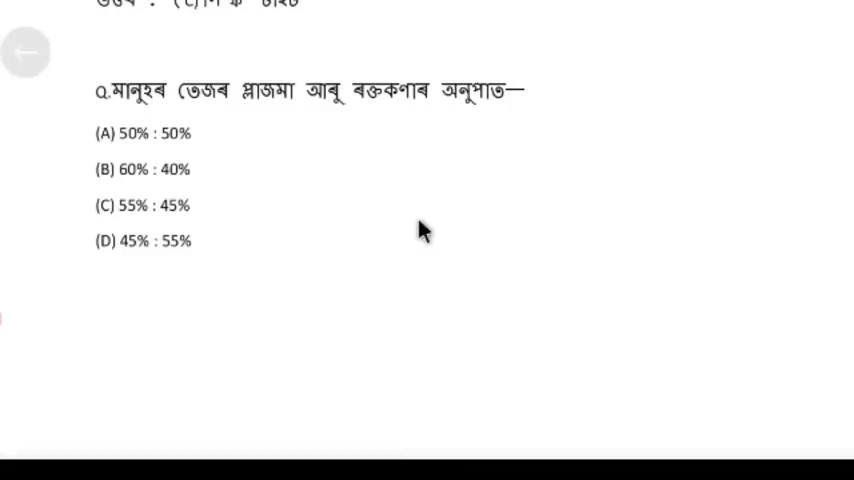 Q.মানুহৰ তেজৰ প্লাজমা আৰু ৰক্তকণাৰ অনুপাত—
(A) 50% : 50%
(B) 60% : 40%
(C) 55% : 45%
(D) 45% : 55%